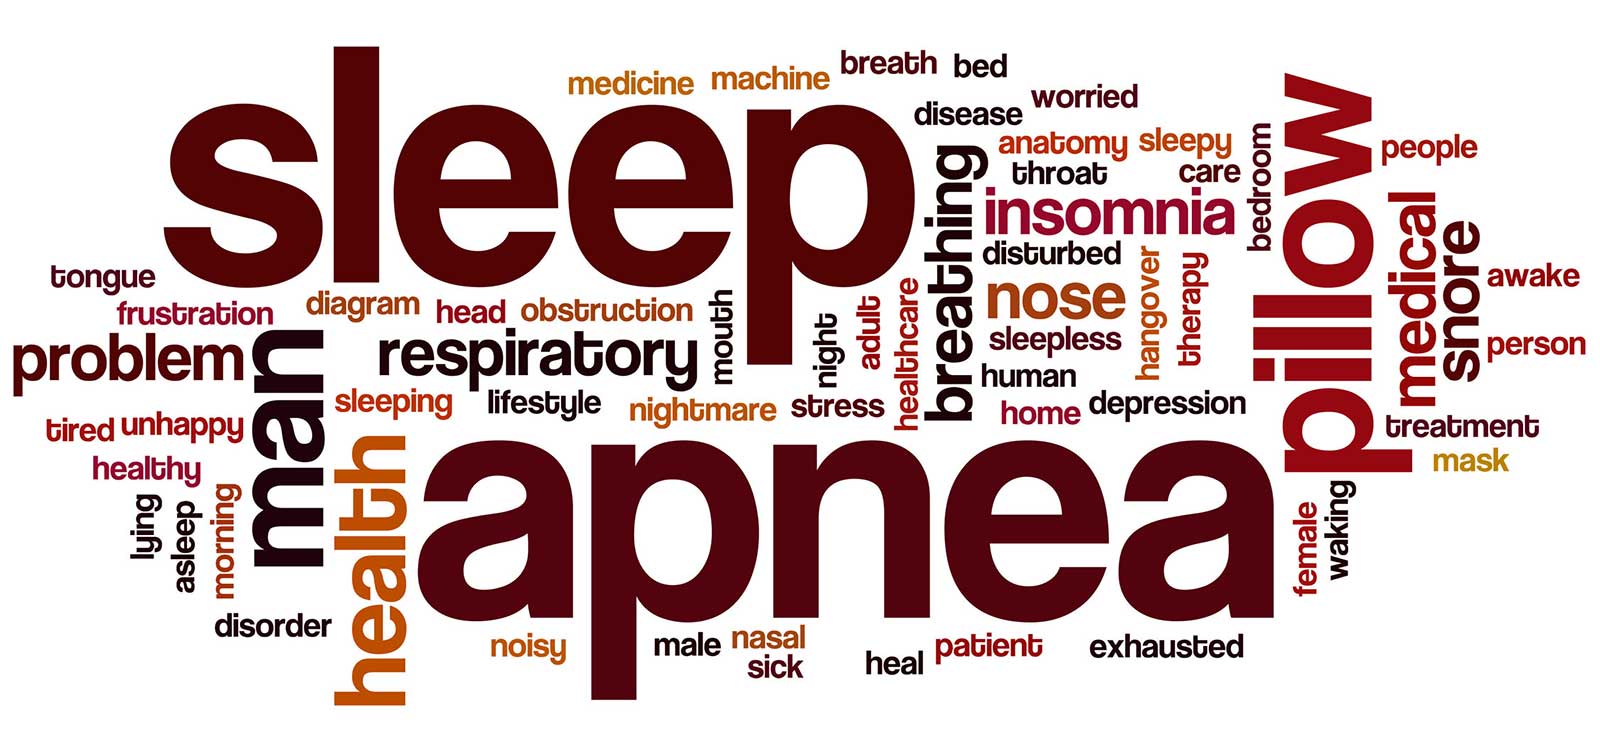 sleep
apnea
medicine
machine
breath
bed
disease
worried
anatomy
sleepy
throat
care
insomnia
disturbed
breathing
nose
sleepless
human
home
depression
hangover
therapy
bedroom
pillow
people
medical
snore
awake
person
treatment
mask
female
waking
tongue
frustration
diagram
head
obstruction
mouth
night
adult
healthcare
problem
man
respiratory
sleeping
lifestyle
nightmare
stress
tired
unhappy
healthy
lying
asleep
morning
health
disorder
noisy
male
nasal
sick
heal
patient
exhausted